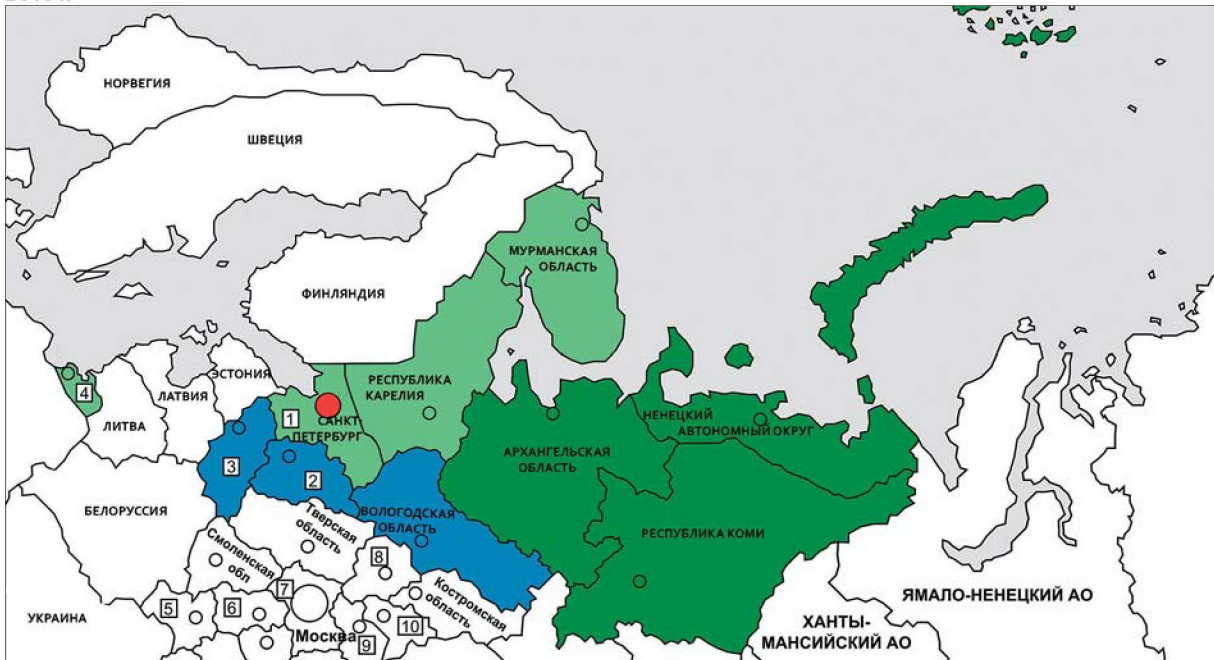 НОРВЕГИЯ
ШВЕЦИЯ
МУРМАНСКАЯ
ОБЛАСТЬ
ФИНЛЯНДИЯ
ЭСТОНИЯ
РЕСПУБЛИКА
КАРЕЛИЯ
4
ЛАТВИЯ
1
САНКТ-
ПЕТЕРБУРГ
НЕНЕЦКИЙ
АВТОНОМНЫЙ ОКРУГ
ЛИТВА
АРХАНГЕЛЬСКАЯ
ОБЛАСТЬ
3
2
БЕЛОРУССИЯ
ВОЛОГОДСКАЯ
ОБЛАСТЬ
РЕСПУБЛИКА КОМИ
Тверская
область
Смоленская
обл
8
7
Костромская
область
ЯМАЛО-НЕНЕЦКИЙ АО
5
6
УКРАИНА
Москва
10
9
ХАНТЫ-
МАНСИЙСКИЙ АО